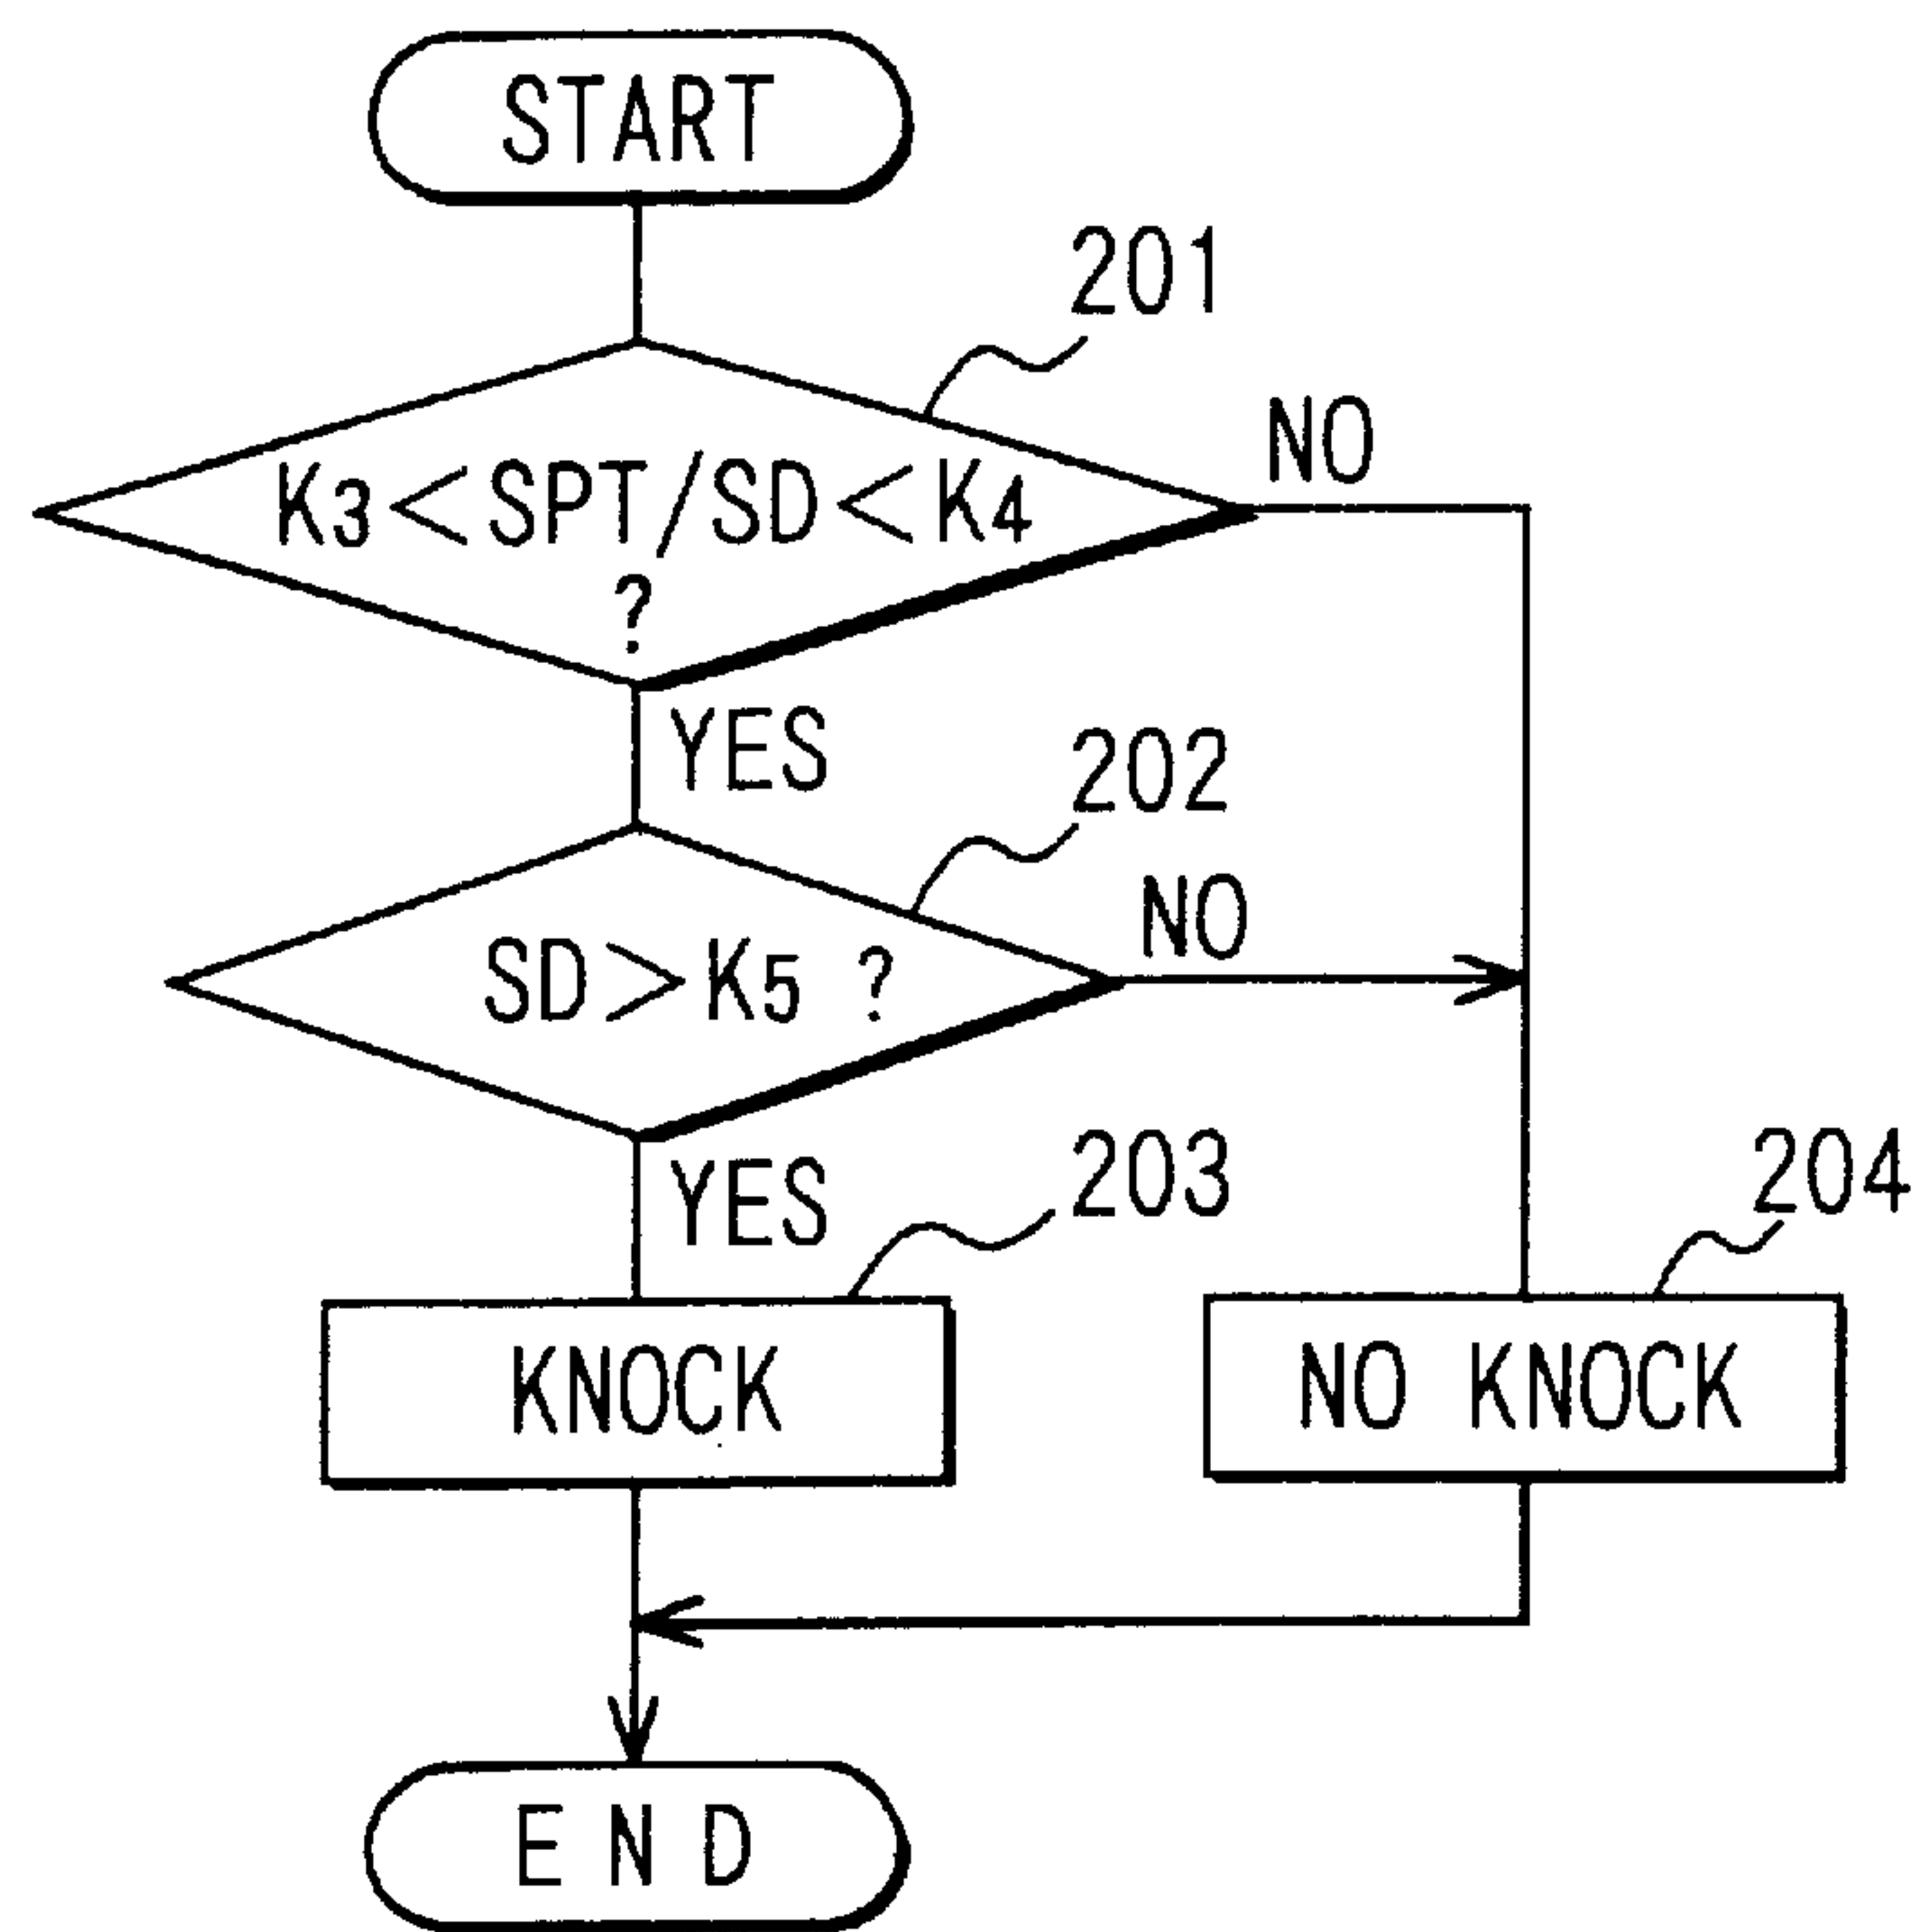 START
201
K3<SPT/SD<K4
?
NO
YES
202
SD>K5 ?
NO
YES
203
204
KNOCK
NO KNOCK
END